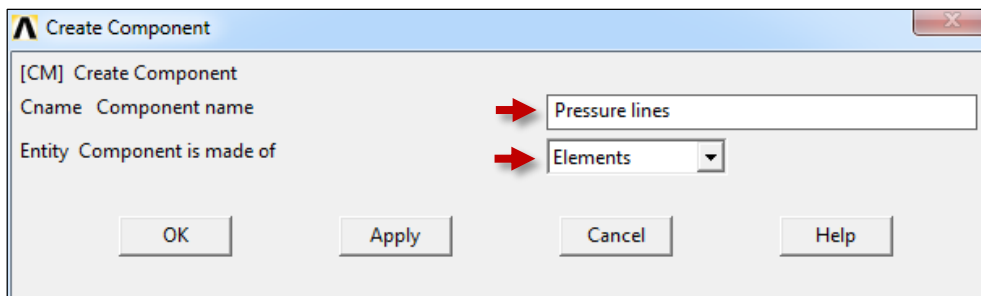 Create Component
[CM] Create Component
Cname Component name Pressure lines
Entity Component is made of Elements
OK Apply Cancel Help